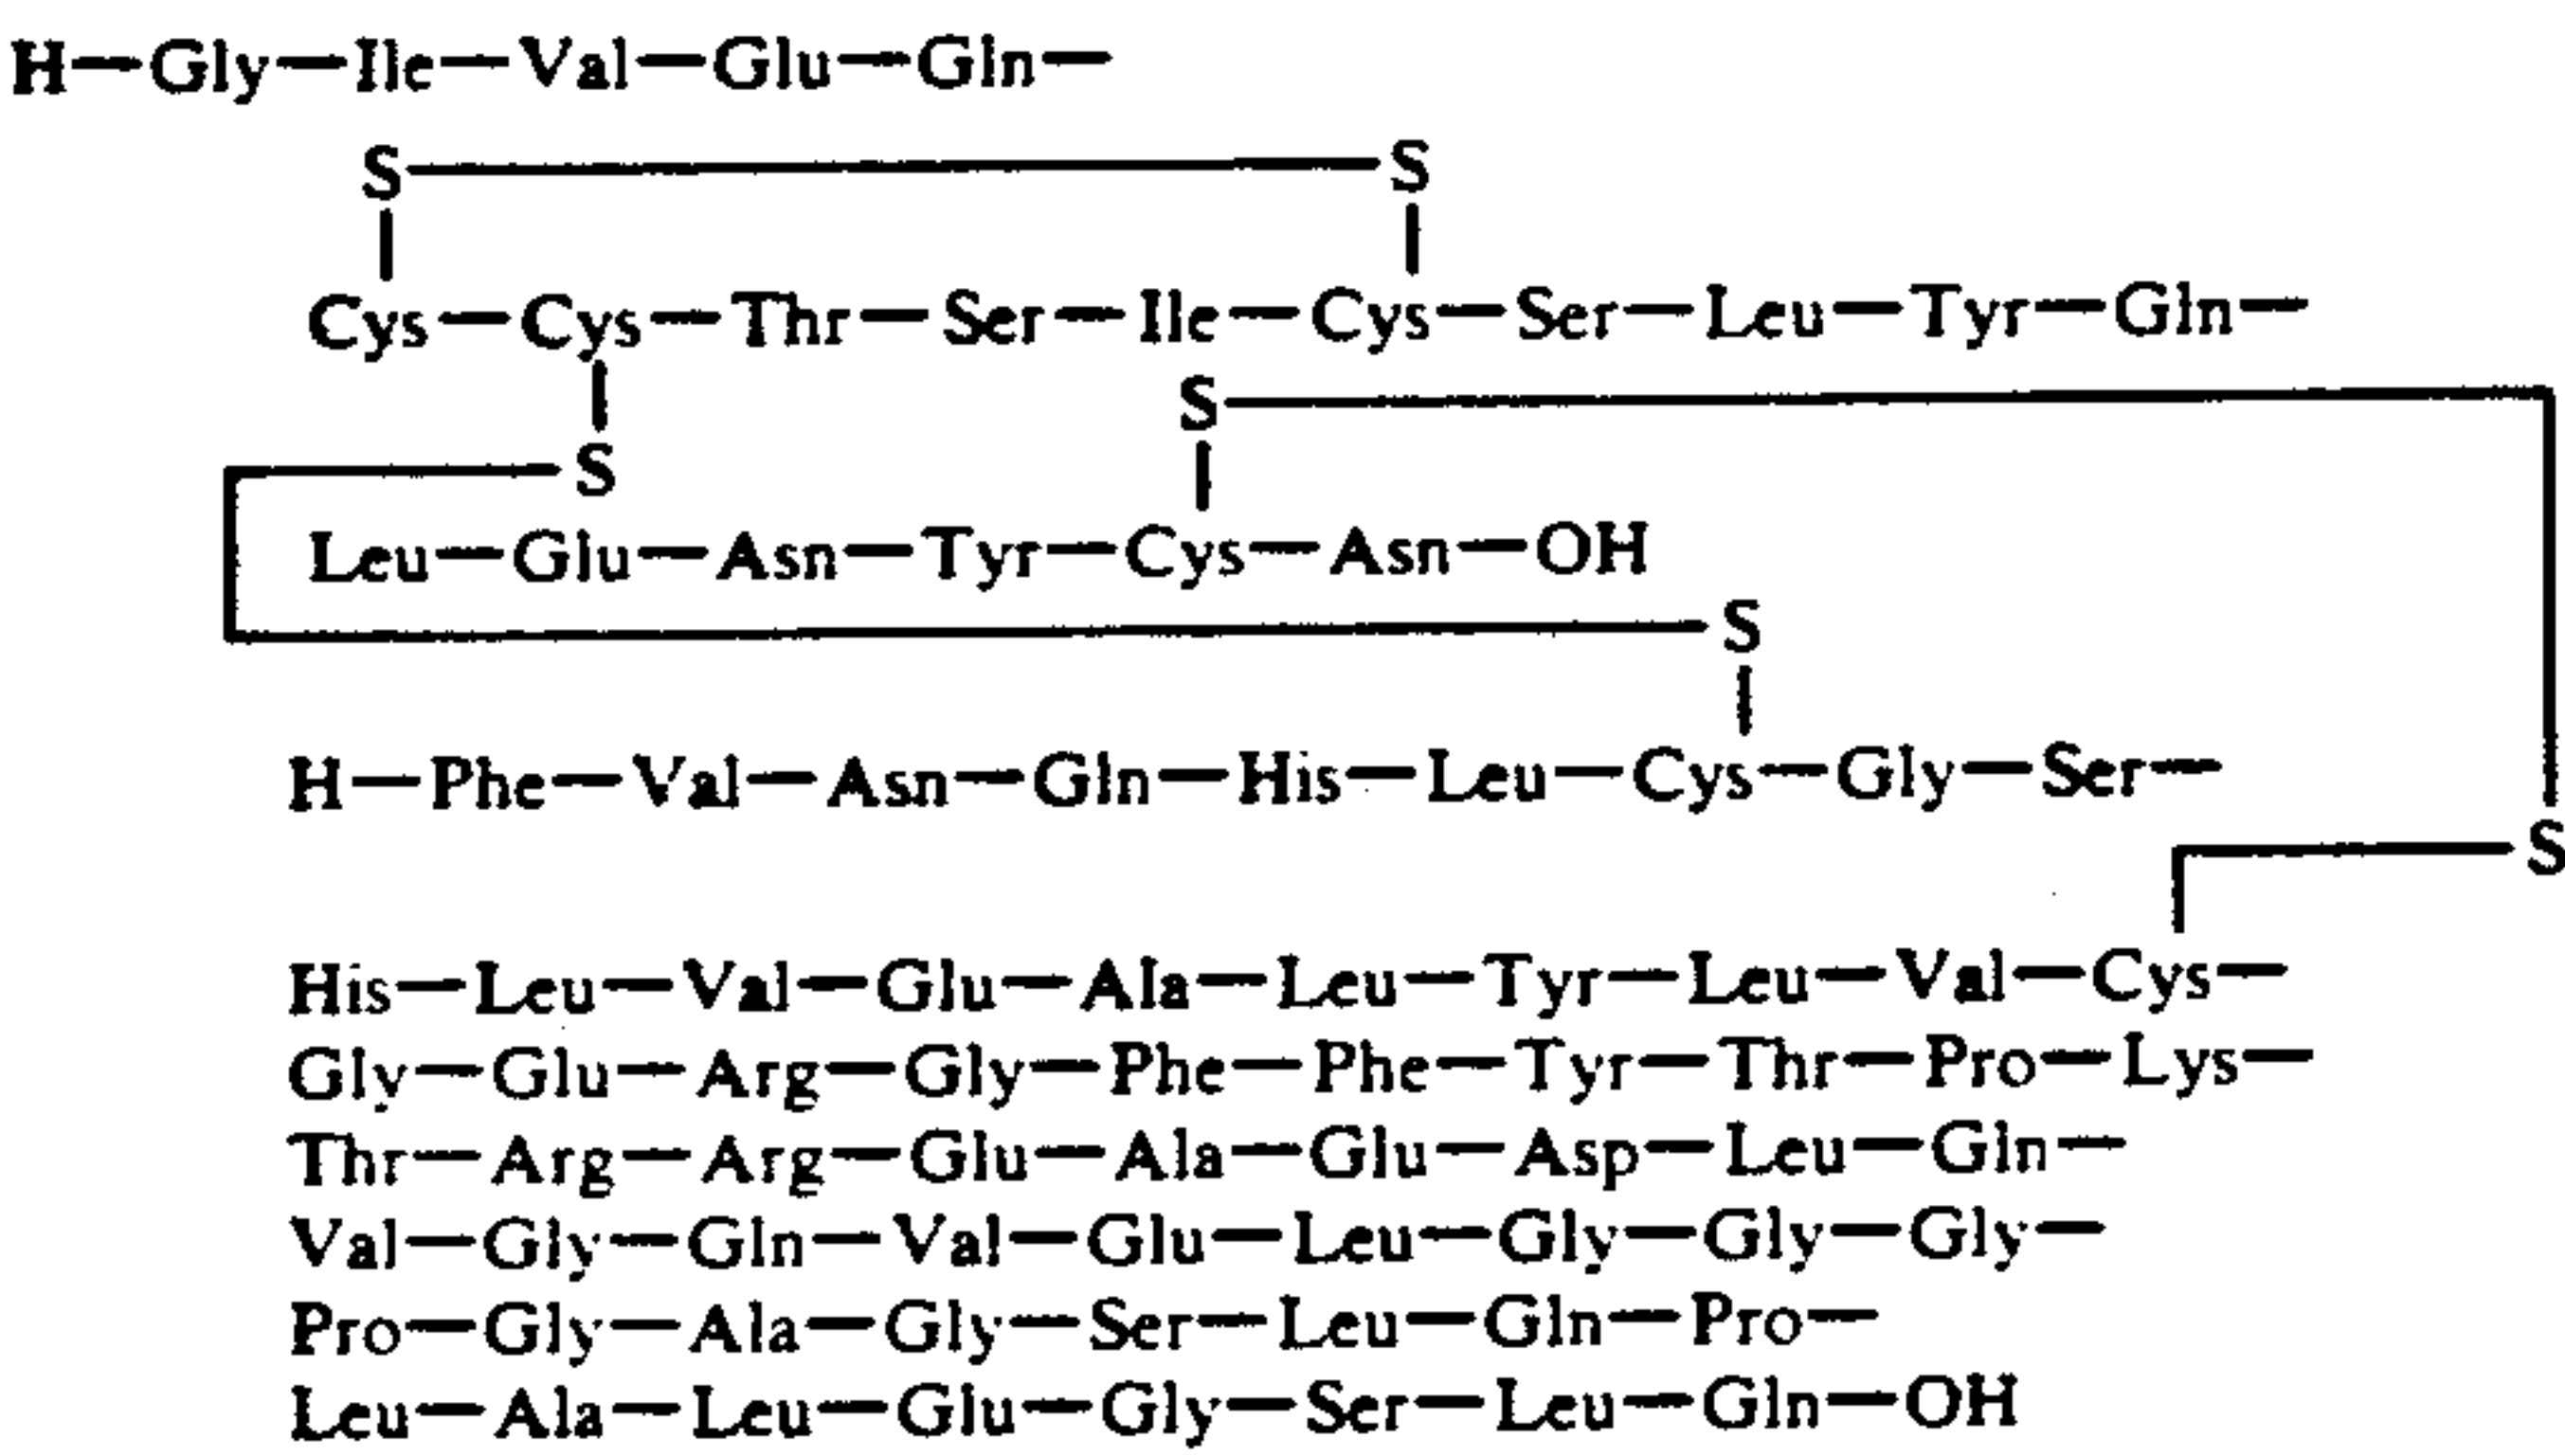 H—Gly—Ile—Val—Glu—Gln—
S S
Cys—Cys—Thr—Ser—Ile—Cys—Ser—Leu—Tyr—Gln—
S
S
Leu—Glu—Asn—Tyr—Cys—Asn—OH
S
H—Phe—Val—Asn—Gln—His—Leu—Cys—Gly—Ser—
S
His—Leu—Val—Glu—Ala—Leu—Tyr—Leu—Val—Cys—
Gly—Glu—Arg—Gly—Phe—Phe—Tyr—Thr—Pro—Lys—
Thr—Arg—Arg—Glu—Ala—Glu—Asp—Leu—Gln—
Val—Gly—Gln—Val—Glu—Leu—Gly—Gly—Gly—
Pro—Gly—Ala—Gly—Ser—Leu—Gln—Pro—
Leu—Ala—Leu—Glu—Gly—Ser—Leu—Gln—OH